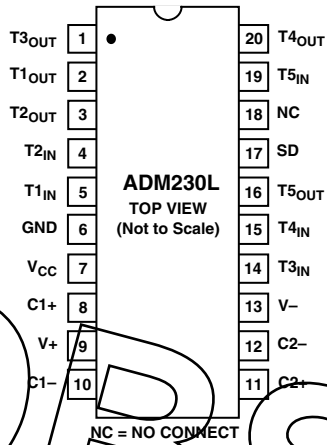 T3OUT 1
T1OUT 2
T2OUT 3
T2IN 4
T1IN 5
GND 6
VCC 7
C1+ 8
V+ 9
C1– 10
ADM230L
TOP VIEW
(Not to Scale)
20 T4OUT
19 T5IN
18 NC
17 SD
16 T5OUT
15 T4IN
14 T3IN
13 V–
12 C2–
11 C2+
NC = NO CONNECT